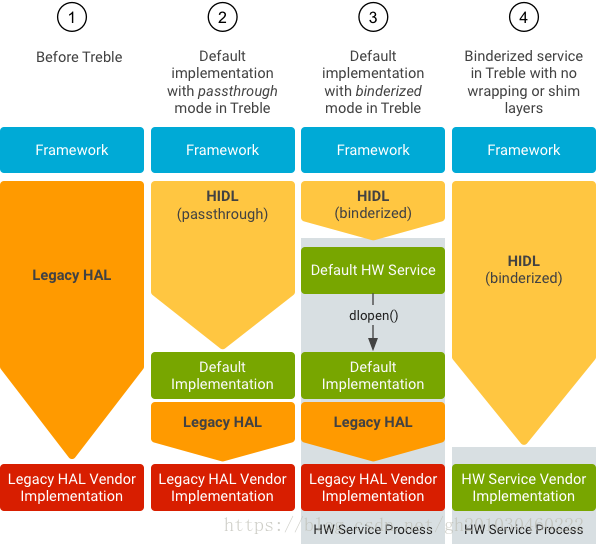 1
Before Treble
2
Default
implementation
with passthrough
mode in Treble
3
Default
implementation
with binderized
mode in Treble
4
Binderized service
in Treble with no
wrapping or shim
layers
Framework
Framework
Framework
Framework
Legacy HAL
HIDL
(passthrough)
HIDL
(binderized)
HIDL
(binderized)
Default HW Service
dlopen()
Default
Implementation
Default
Implementation
Legacy HAL
Legacy HAL
Legacy HAL Vendor
Implementation
Legacy HAL Vendor
Implementation
Legacy HAL Vendor
Implementation
HW Service Vendor
Implementation
HW Service Process
HW Service Process